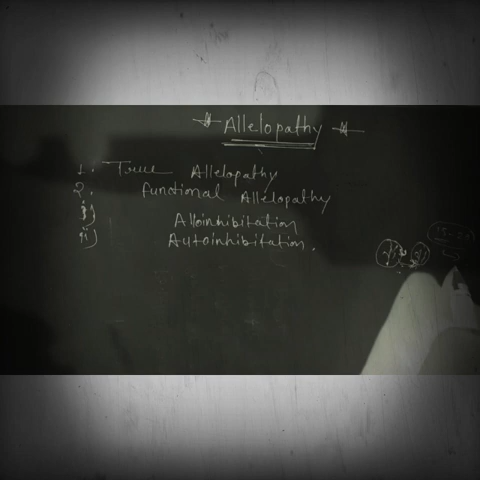 Allelopathy
1. True Allelopathy
2. functional Allelopathy
i) Alloinhibitation
ii) Autoinhibitation.